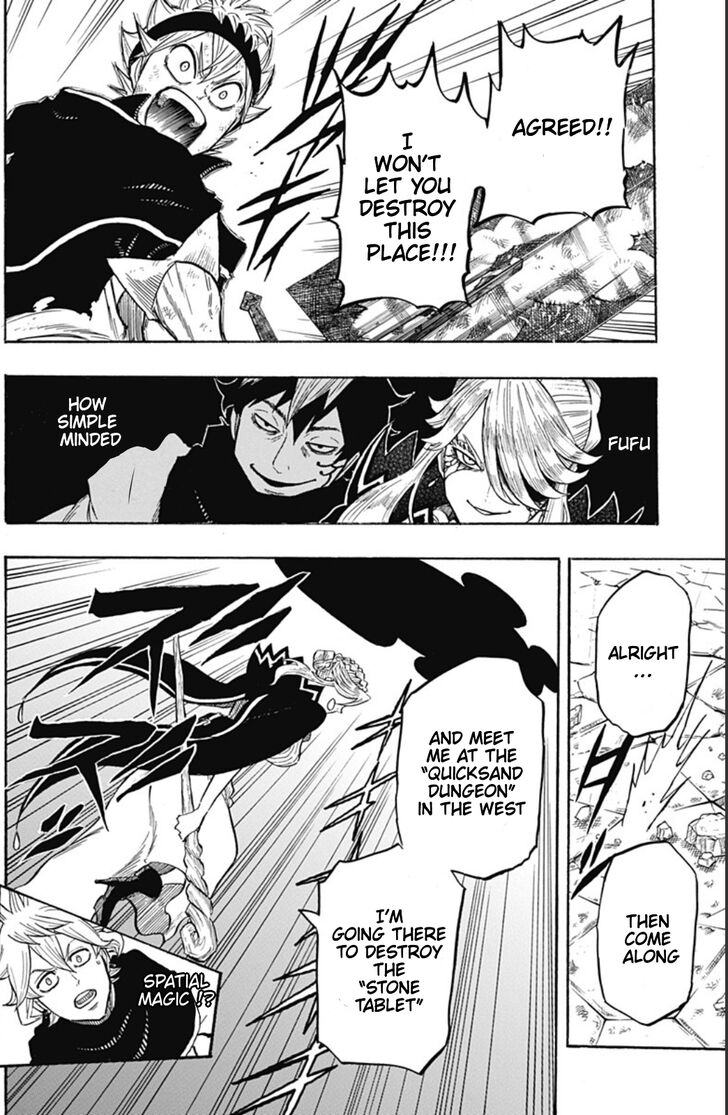 AGREED!!
I
WON'T
LET YOU
DESTROY
THIS
PLACE!!!
FUFU
HOW
SIMPLE
MINDED
ALRIGHT
...
THEN
COME
ALONG
AND MEET
ME AT THE
"QUICKSAND
DUNGEON"
IN THE WEST
I'M
GOING THERE
TO DESTROY
THE
"STONE
TABLET"
SPATIAL
MAGIC !?